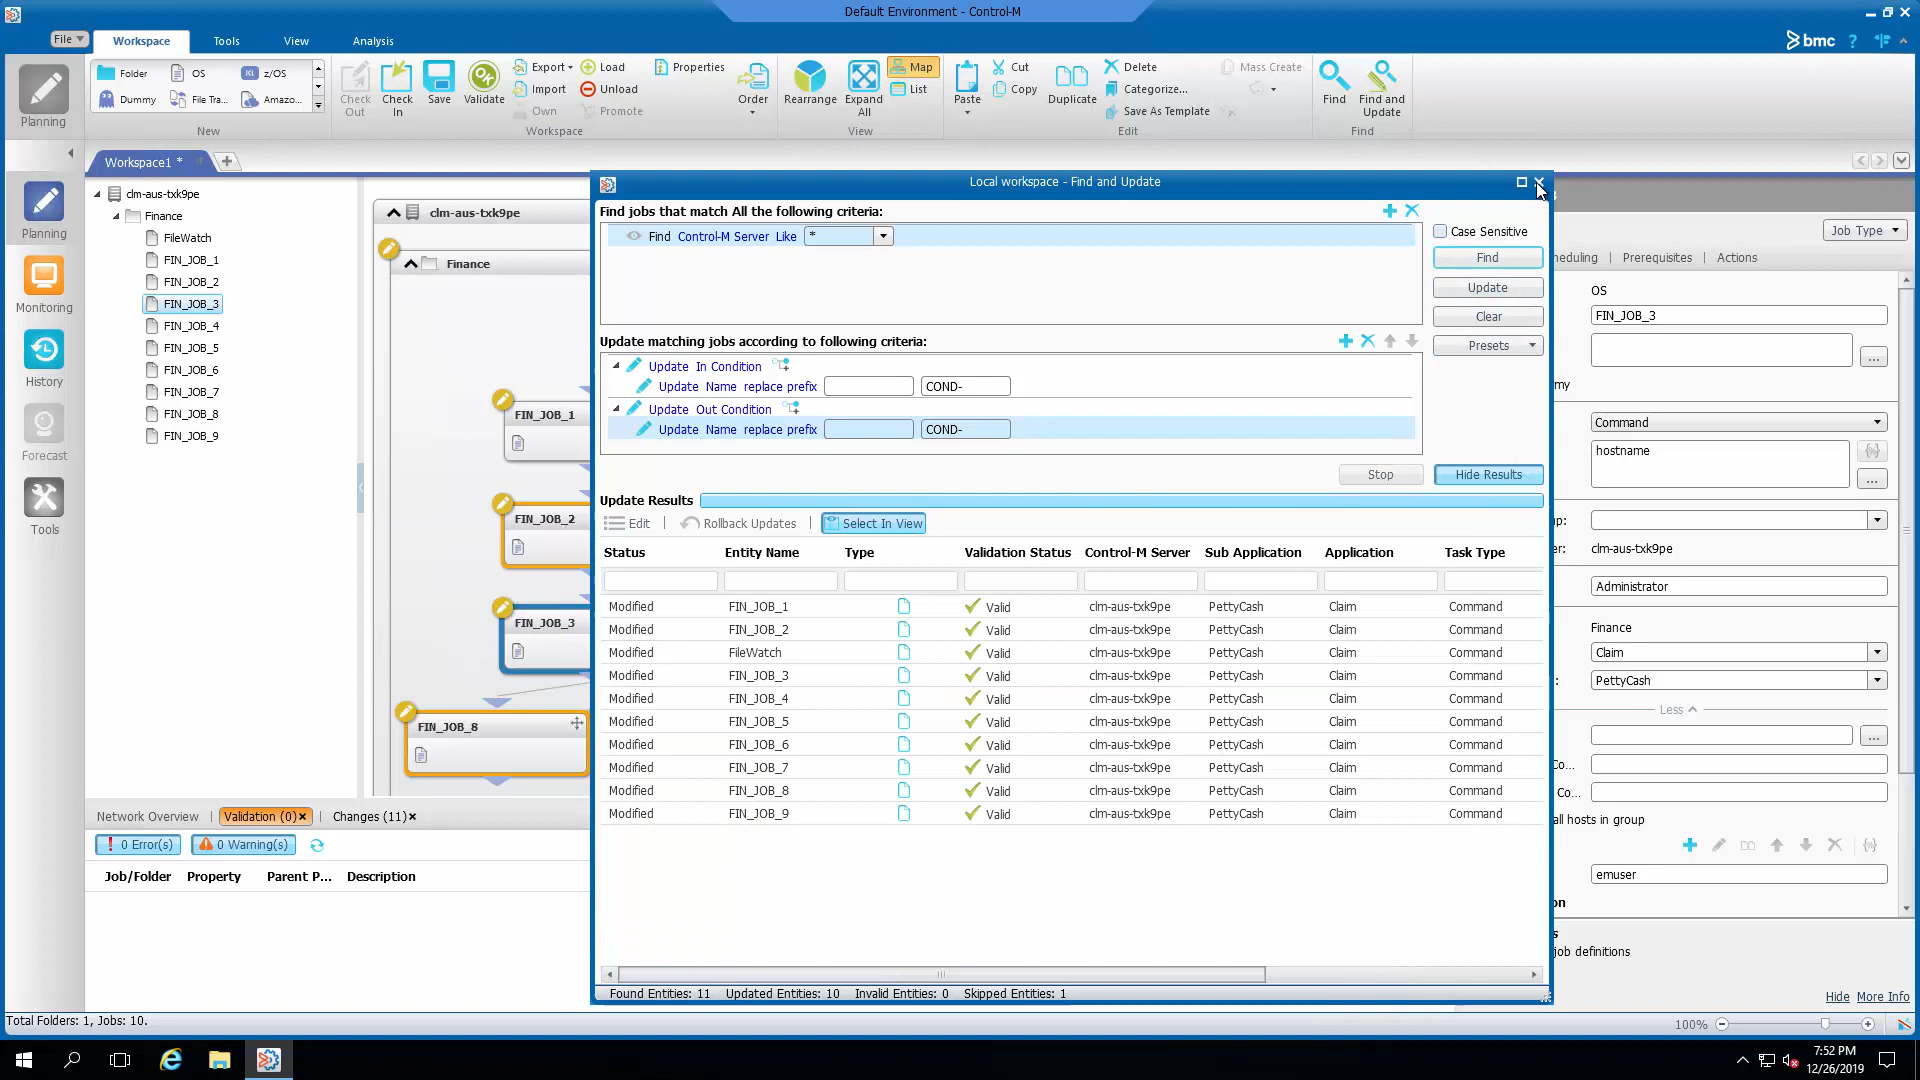 Default Environment - Control-M
File
Workspace
Tools
View
Analysis
bmc
?
Planning
Folder
OS
z/OS
Dummy
File Tra...
Amazo...
New
Check Out
Check In
Save
Validate
Export
Import
Own
Load
Unload
Promote
Properties
Order
Workspace
Rearrange
Expand All
Map
List
View
Paste
Cut
Copy
Duplicate
Delete
Categorize...
Save As Template
Mass Create
Edit
Find
Find and Update
Find
Workspace1 *
Planning
Monitoring
History
Forecast
Tools
clm-aus-txk9pe
Finance
FileWatch
FIN_JOB_1
FIN_JOB_2
FIN_JOB_3
FIN_JOB_4
FIN_JOB_5
FIN_JOB_6
FIN_JOB_7
FIN_JOB_8
FIN_JOB_9
clm-aus-txk9pe
Finance
FIN_JOB_1
FIN_JOB_2
FIN_JOB_3
FIN_JOB_8
Network Overview
Validation (0)
Changes (11)
0 Error(s)
0 Warning(s)
Job/Folder Property Parent P... Description
Local workspace - Find and Update
Find jobs that match All the following criteria:
Find Control-M Server Like *
Case Sensitive
Find
Update
Clear
Presets
Update matching jobs according to following criteria:
Update In Condition
Update Name replace prefix COND-
Update Out Condition
Update Name replace prefix COND-
Stop
Hide Results
Update Results
Edit
Rollback Updates
Select In View
Status Entity Name Type Validation Status Control-M Server Sub Application Application Task Type
Modified FIN_JOB_1 Valid clm-aus-txk9pe PettyCash Claim Command
Modified FIN_JOB_2 Valid clm-aus-txk9pe PettyCash Claim Command
Modified FileWatch Valid clm-aus-txk9pe PettyCash Claim Command
Modified FIN_JOB_3 Valid clm-aus-txk9pe PettyCash Claim Command
Modified FIN_JOB_4 Valid clm-aus-txk9pe PettyCash Claim Command
Modified FIN_JOB_5 Valid clm-aus-txk9pe PettyCash Claim Command
Modified FIN_JOB_6 Valid clm-aus-txk9pe PettyCash Claim Command
Modified FIN_JOB_7 Valid clm-aus-txk9pe PettyCash Claim Command
Modified FIN_JOB_8 Valid clm-aus-txk9pe PettyCash Claim Command
Modified FIN_JOB_9 Valid clm-aus-txk9pe PettyCash Claim Command
Found Entities: 11 Updated Entities: 10 Invalid Entities: 0 Skipped Entities: 1
Job Type
heduling
Prerequisites
Actions
OS
FIN_JOB_3
my
Command
hostname
up:
er: clm-aus-txk9pe
Administrator
Finance
Claim
PettyCash
Less
Co...
Co...
all hosts in group
emuser
on
s
job definitions
Hide More Info
Total Folders: 1, Jobs: 10.
100%
7:52 PM
12/26/2019